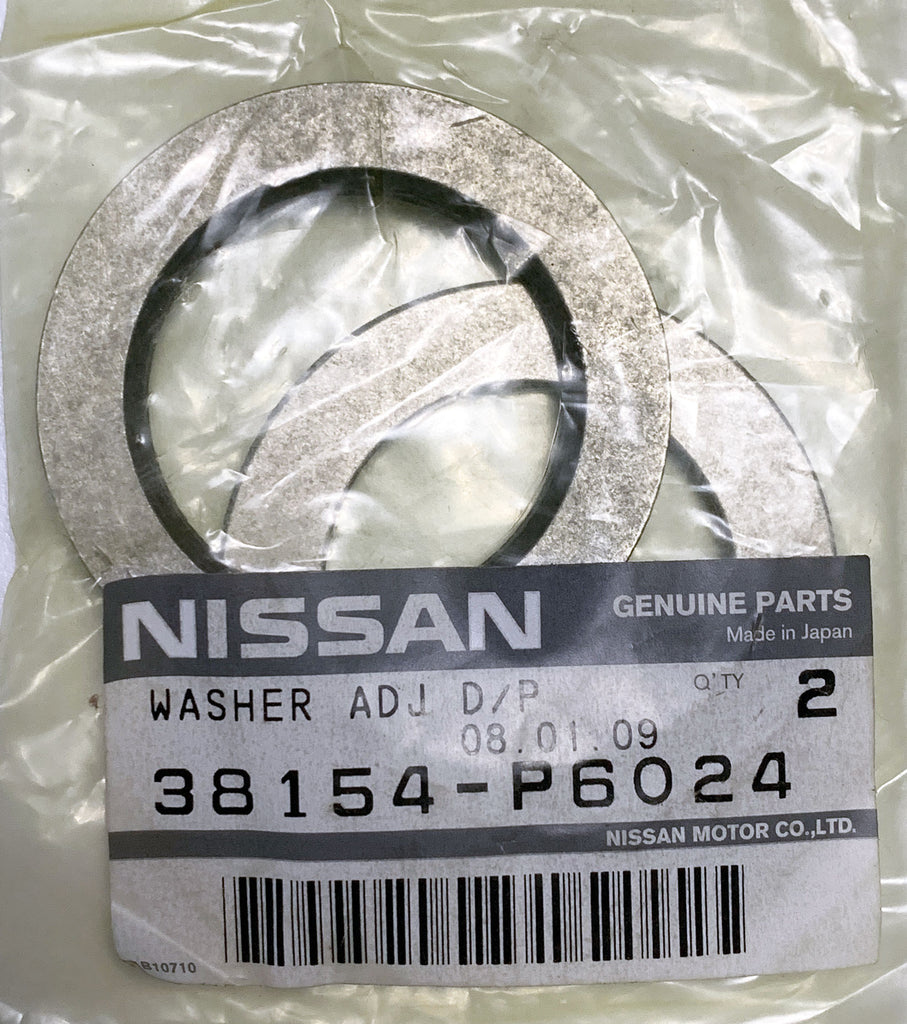 NISSAN
GENUINE PARTS
Made in Japan
WASHER ADJ D/P
Q'TY 2
08.01.09
38154-P6024
NISSAN MOTOR CO.,LTD.
B10710